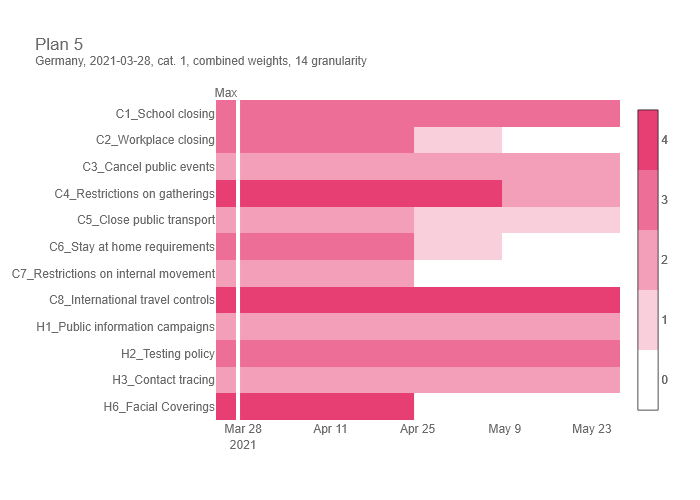 Plan 5
Germany, 2021-03-28, cat. 1, combined weights, 14 granularity
Max
C1_School closing
C2_Workplace closing
C3_Cancel public events
C4_Restrictions on gatherings
C5_Close public transport
C6_Stay at home requirements
C7_Restrictions on internal movement
C8_International travel controls
H1_Public information campaigns
H2_Testing policy
H3_Contact tracing
H6_Facial Coverings
Mar 28 Apr 11 Apr 25 May 9 May 23
2021
4
3
2
1
0